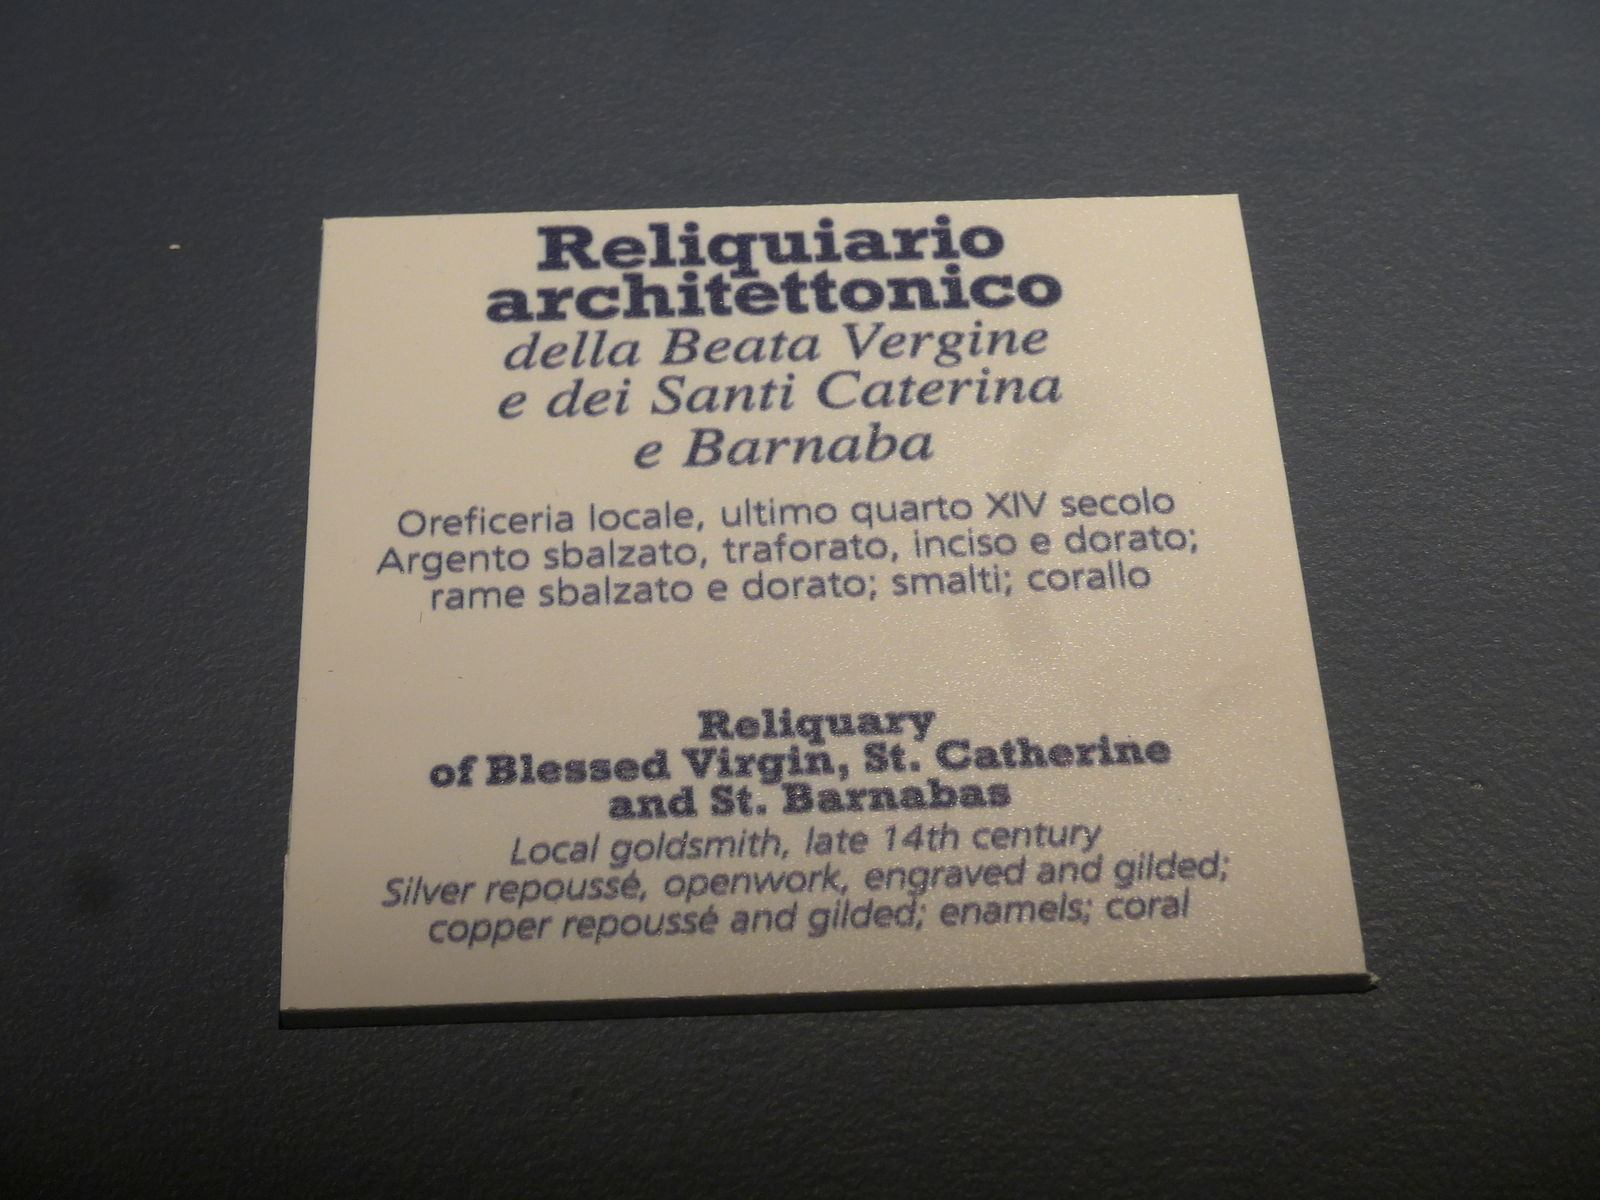 Reliquiario
architettonico
della Beata Vergine
e dei Santi Caterina
e Barnaba
Oreficeria locale, ultimo quarto XIV secolo
Argento sbalzato, traforato, inciso e dorato;
rame sbalzato e dorato; smalti; corallo
Reliquary
of Blessed Virgin, St. Catherine
and St. Barnabas
Local goldsmith, late 14th century
Silver repoussé, openwork, engraved and gilded;
copper repoussé and gilded; enamels; coral